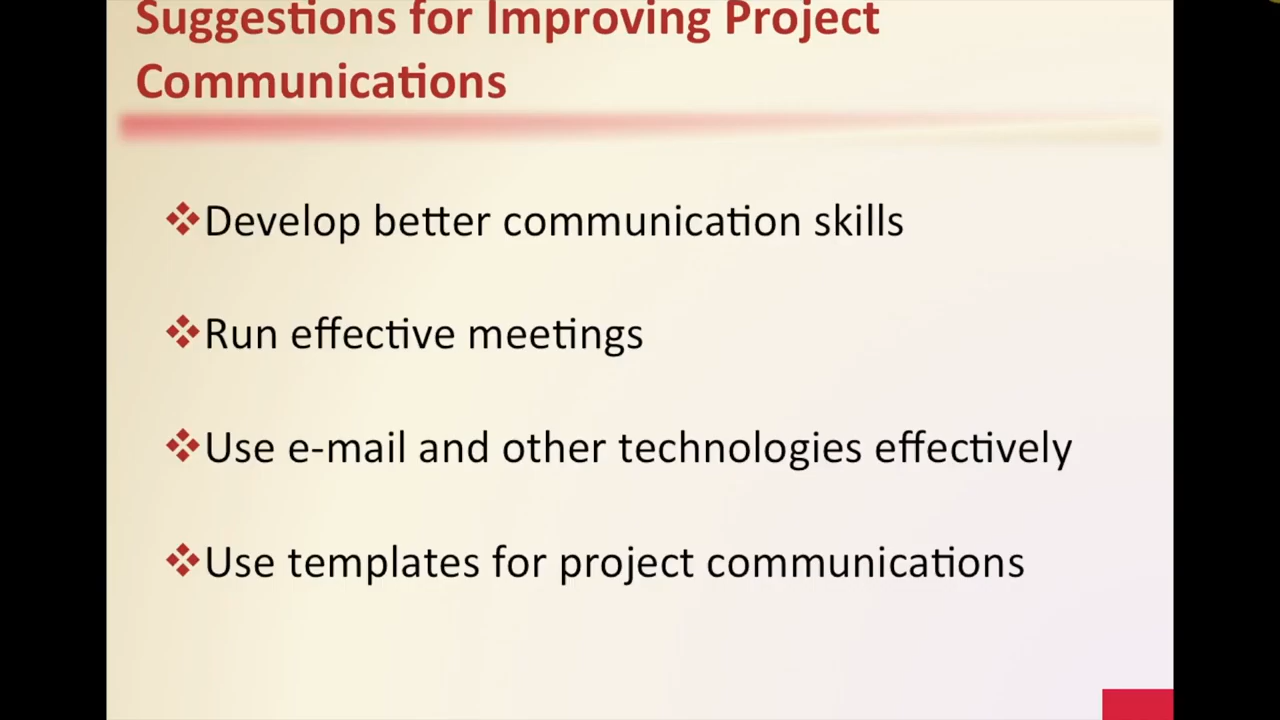 Suggestions for Improving Project
Communications
❖Develop better communication skills
❖Run effective meetings
❖Use e-mail and other technologies effectively
❖Use templates for project communications